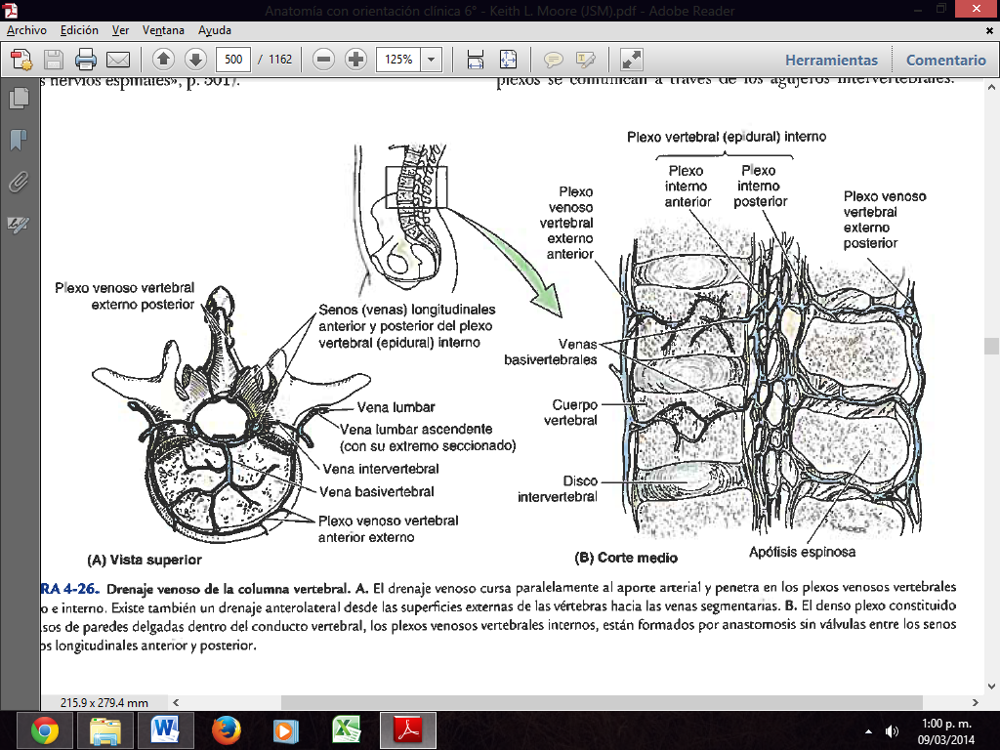 Anatomía con orientación clínica 6° - Keith L. Moore (JSM).pdf - Adobe Reader
Archivo Edición Ver Ventana Ayuda
500 / 1162 125% Herramientas Comentario
s nervios espinales», p. 501).
plexos se comunican a través de los agujeros intervertebrales.
Plexo vertebral (epidural) interno
Plexo
interno
anterior
Plexo
interno
posterior
Plexo
venoso
vertebral
externo
anterior
Plexo venoso
vertebral
externo
posterior
Plexo venoso vertebral
externo posterior
Senos (venas) longitudinales
anterior y posterior del plexo
vertebral (epidural) interno
Venas
basivertebrales
Vena lumbar
Vena lumbar ascendente
(con su extremo seccionado)
Vena intervertebral
Vena basivertebral
Plexo venoso vertebral
anterior externo
Cuerpo
vertebral
Disco
intervertebral
Apófisis espinosa
(A) Vista superior
(B) Corte medio
RA 4-26. Drenaje venoso de la columna vertebral. A. El drenaje venoso cursa paralelamente al aporte arterial y penetra en los plexos venosos vertebrales
o e interno. Existe también un drenaje anterolateral desde las superficies externas de las vértebras hacia las venas segmentarias. B. El denso plexo constituido
asos de paredes delgadas dentro del conducto vertebral, los plexos venosos vertebrales internos, están formados por anastomosis sin válvulas entre los senos
os longitudinales anterior y posterior.
215.9 x 279.4 mm
1:00 p. m.
09/03/2014